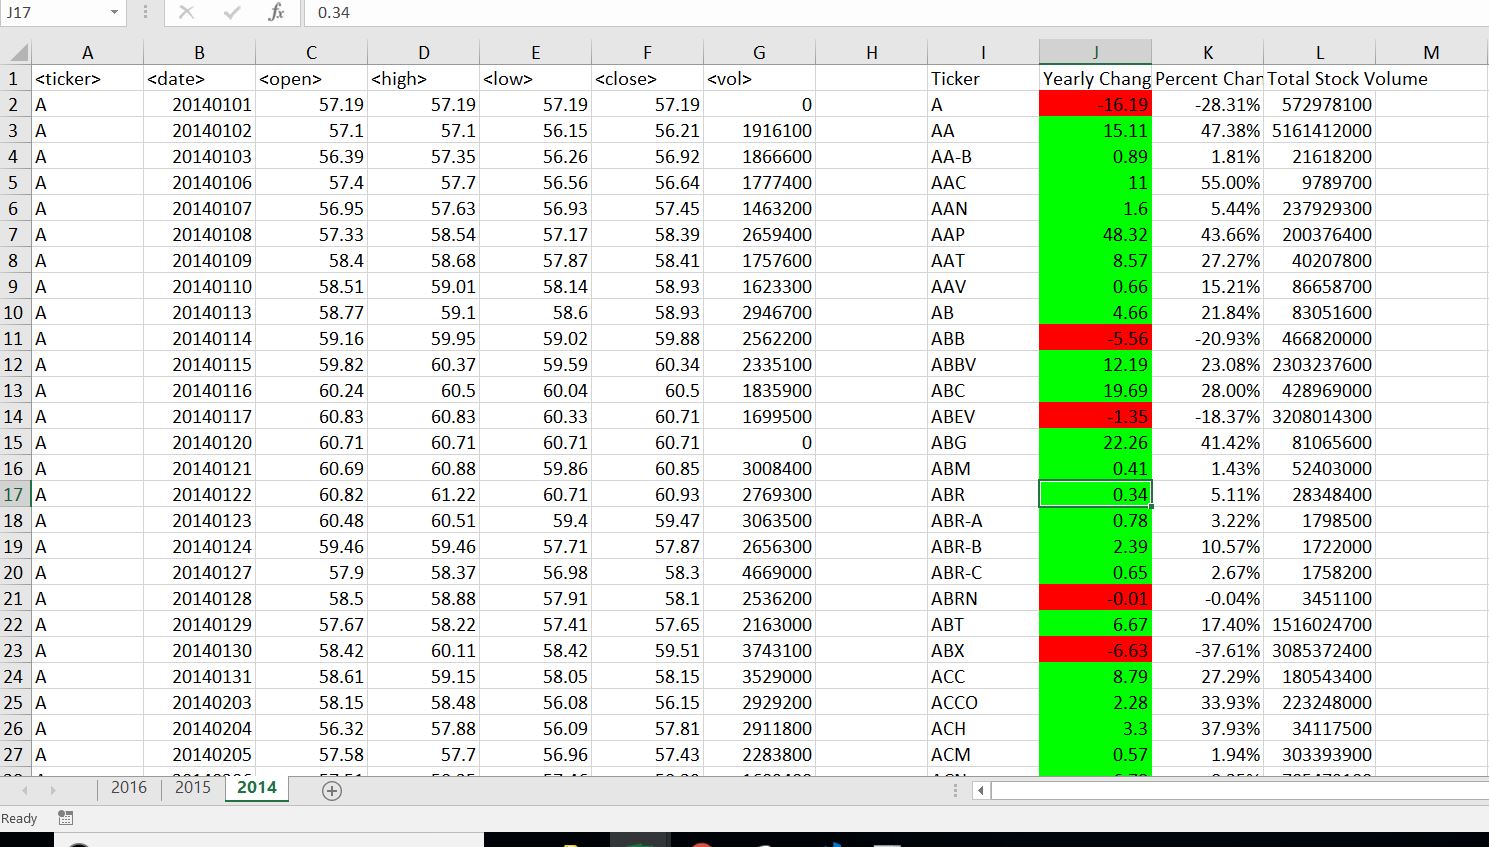 J17 fx 0.34
A B C D E F G H I J K L M
1 <ticker> <date> <open> <high> <low> <close> <vol> Ticker Yearly Chang Percent Char Total Stock Volume
2 A 20140101 57.19 57.19 57.19 57.19 0 A -16.19 -28.31% 572978100
3 A 20140102 57.1 57.1 56.15 56.21 1916100 AA 15.11 47.38% 5161412000
4 A 20140103 56.39 57.35 56.26 56.92 1866600 AA-B 0.89 1.81% 21618200
5 A 20140106 57.4 57.7 56.56 56.64 1777400 AAC 11 55.00% 9789700
6 A 20140107 56.95 57.63 56.93 57.45 1463200 AAN 1.6 5.44% 237929300
7 A 20140108 57.33 58.54 57.17 58.39 2659400 AAP 48.32 43.66% 200376400
8 A 20140109 58.4 58.68 57.87 58.41 1757600 AAT 8.57 27.27% 40207800
9 A 20140110 58.51 59.01 58.14 58.93 1623300 AAV 0.66 15.21% 86658700
10 A 20140113 58.77 59.1 58.6 58.93 2946700 AB 4.66 21.84% 83051600
11 A 20140114 59.16 59.95 59.02 59.88 2562200 ABB -5.56 -20.93% 466820000
12 A 20140115 59.82 60.37 59.59 60.34 2335100 ABBV 12.19 23.08% 2303237600
13 A 20140116 60.24 60.5 60.04 60.5 1835900 ABC 19.69 28.00% 428969000
14 A 20140117 60.83 60.83 60.33 60.71 1699500 ABEV -1.35 -18.37% 3208014300
15 A 20140120 60.71 60.71 60.71 60.71 0 ABG 22.26 41.42% 81065600
16 A 20140121 60.69 60.88 59.86 60.85 3008400 ABM 0.41 1.43% 52403000
17 A 20140122 60.82 61.22 60.71 60.93 2769300 ABR 0.34 5.11% 28348400
18 A 20140123 60.48 60.51 59.4 59.47 3063500 ABR-A 0.78 3.22% 1798500
19 A 20140124 59.46 59.46 57.71 57.87 2656300 ABR-B 2.39 10.57% 1722000
20 A 20140127 57.9 58.37 56.98 58.3 4669000 ABR-C 0.65 2.67% 1758200
21 A 20140128 58.5 58.88 57.91 58.1 2536200 ABRN -0.01 -0.04% 3451100
22 A 20140129 57.67 58.22 57.41 57.65 2163000 ABT 6.67 17.40% 1516024700
23 A 20140130 58.42 60.11 58.42 59.51 3743100 ABX -6.63 -37.61% 3085372400
24 A 20140131 58.61 59.15 58.05 58.15 3529000 ACC 8.79 27.29% 180543400
25 A 20140203 58.15 58.48 56.08 56.15 2929200 ACCO 2.28 33.93% 223248000
26 A 20140204 56.32 57.88 56.09 57.81 2911800 ACH 3.3 37.93% 34117500
27 A 20140205 57.58 57.7 56.96 57.43 2283800 ACM 0.57 1.94% 303393900
2016 2015 2014
Ready